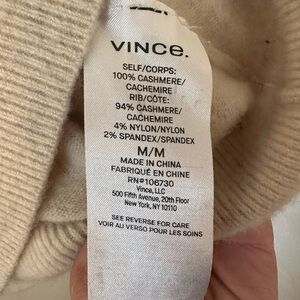 VINCE.
SELF/CORPS:
100% CASHMERE/
CACHEMIRE
RIB/CÔTE:
94% CASHMERE/
CACHEMIRE
4% NYLON/NYLON
2% SPANDEX/SPANDEX
M/M
MADE IN CHINA
FABRIQUÉ EN CHINE
RN#106730
Vince, LLC
500 Fifth Avenue, 20th Floor
New York, NY 10110
SEE REVERSE FOR CARE
VOIR AU VERSO POUR LES SOINS